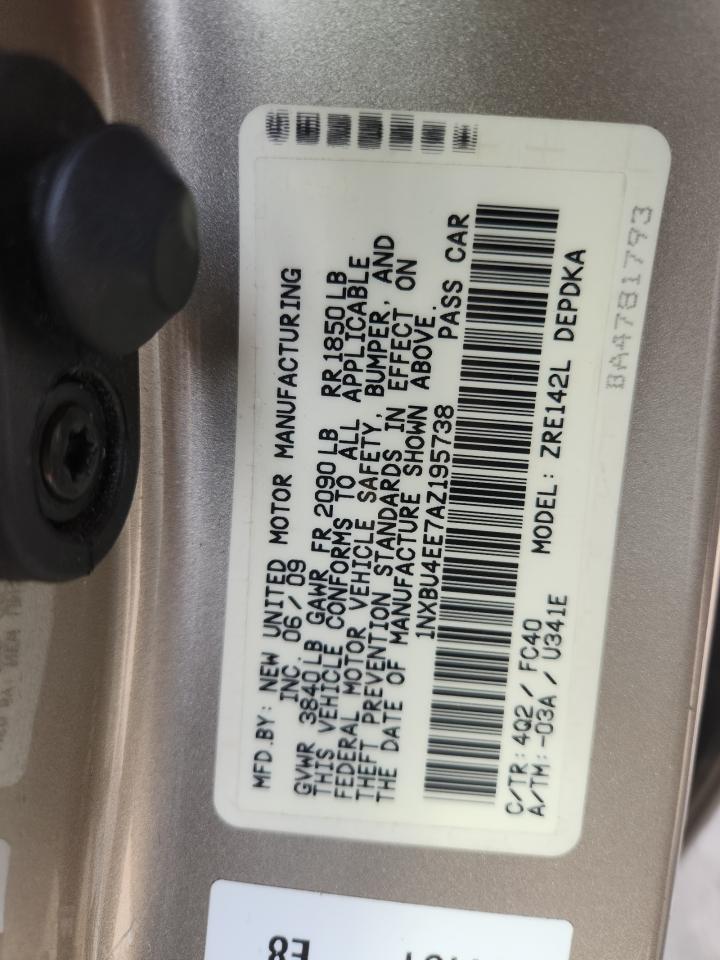 MFD.BY: NEW UNITED MOTOR MANUFACTURING
INC. 06/09
GVWR 3840LB GAWR FR 2090LB RR 1850LB
THIS VEHICLE CONFORMS TO ALL APPLICABLE
FEDERAL MOTOR VEHICLE SAFETY, BUMPER, AND
THEFT PREVENTION STANDARDS IN EFFECT ON
THE DATE OF MANUFACTURE SHOWN ABOVE.
1NXBU4EE7AZ195738 PASS CAR
C/TR: 4Q2/FC40 MODEL: ZRE142L DEPDKA
A/TM:-03A/U341E
BA4781793